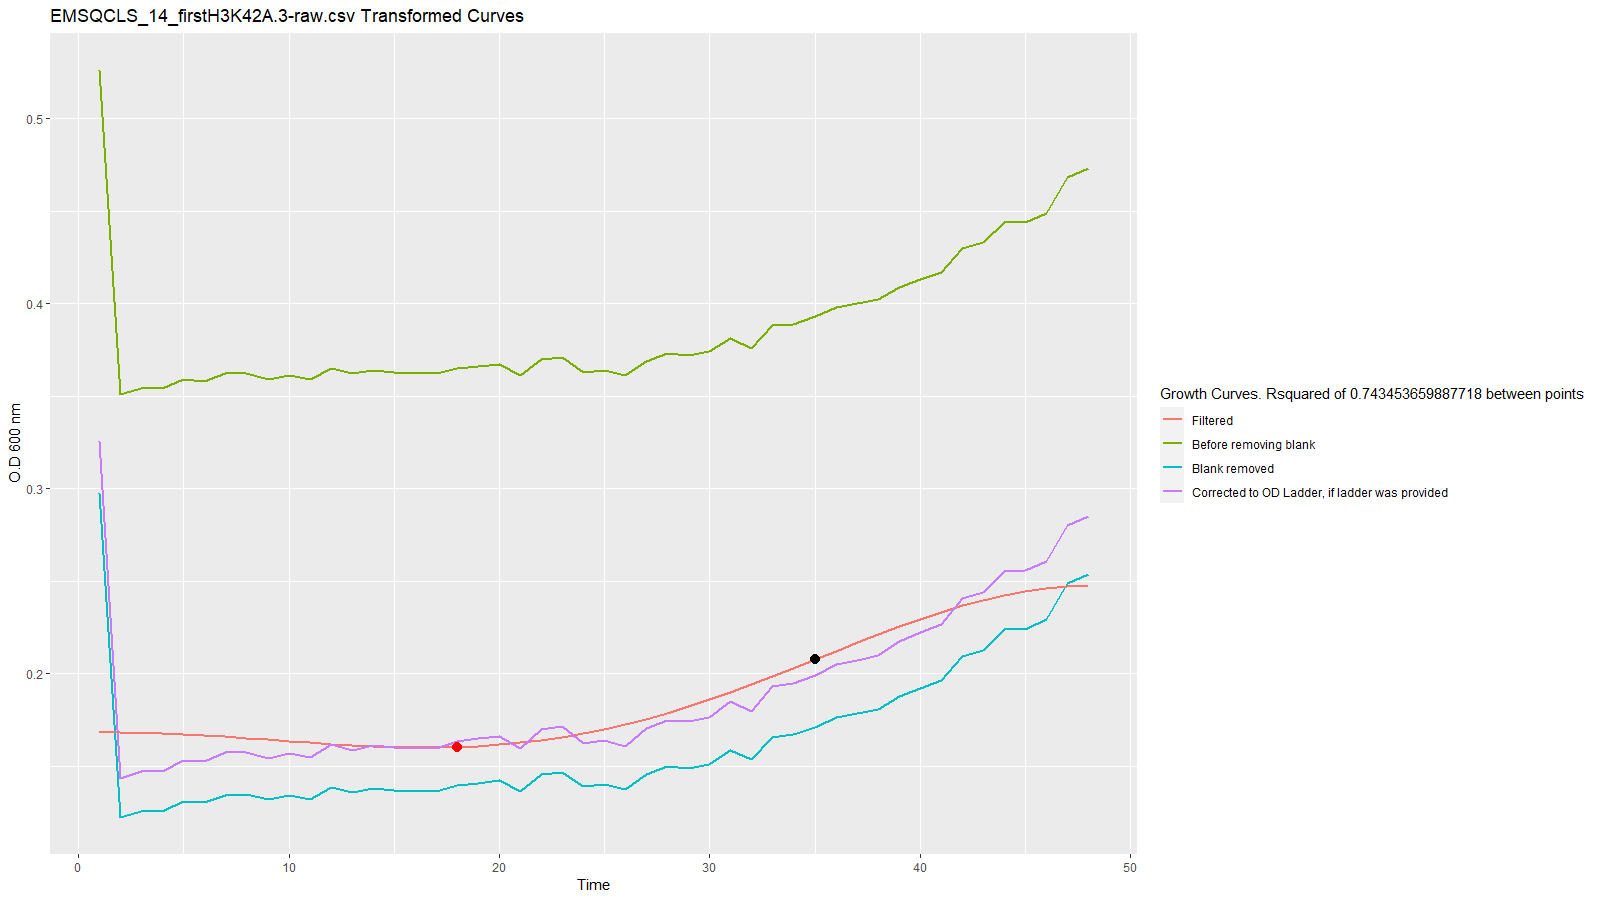 EMSQCLS_14_firstH3K42A.3-raw.csv Transformed Curves
0.5
0.4
0.3
0.2
O.D 600 nm
0
10
20
30
40
50
Time
Growth Curves. Rsquared of 0.743453659887718 between points
Filtered
Before removing blank
Blank removed
Corrected to OD Ladder, if ladder was provided